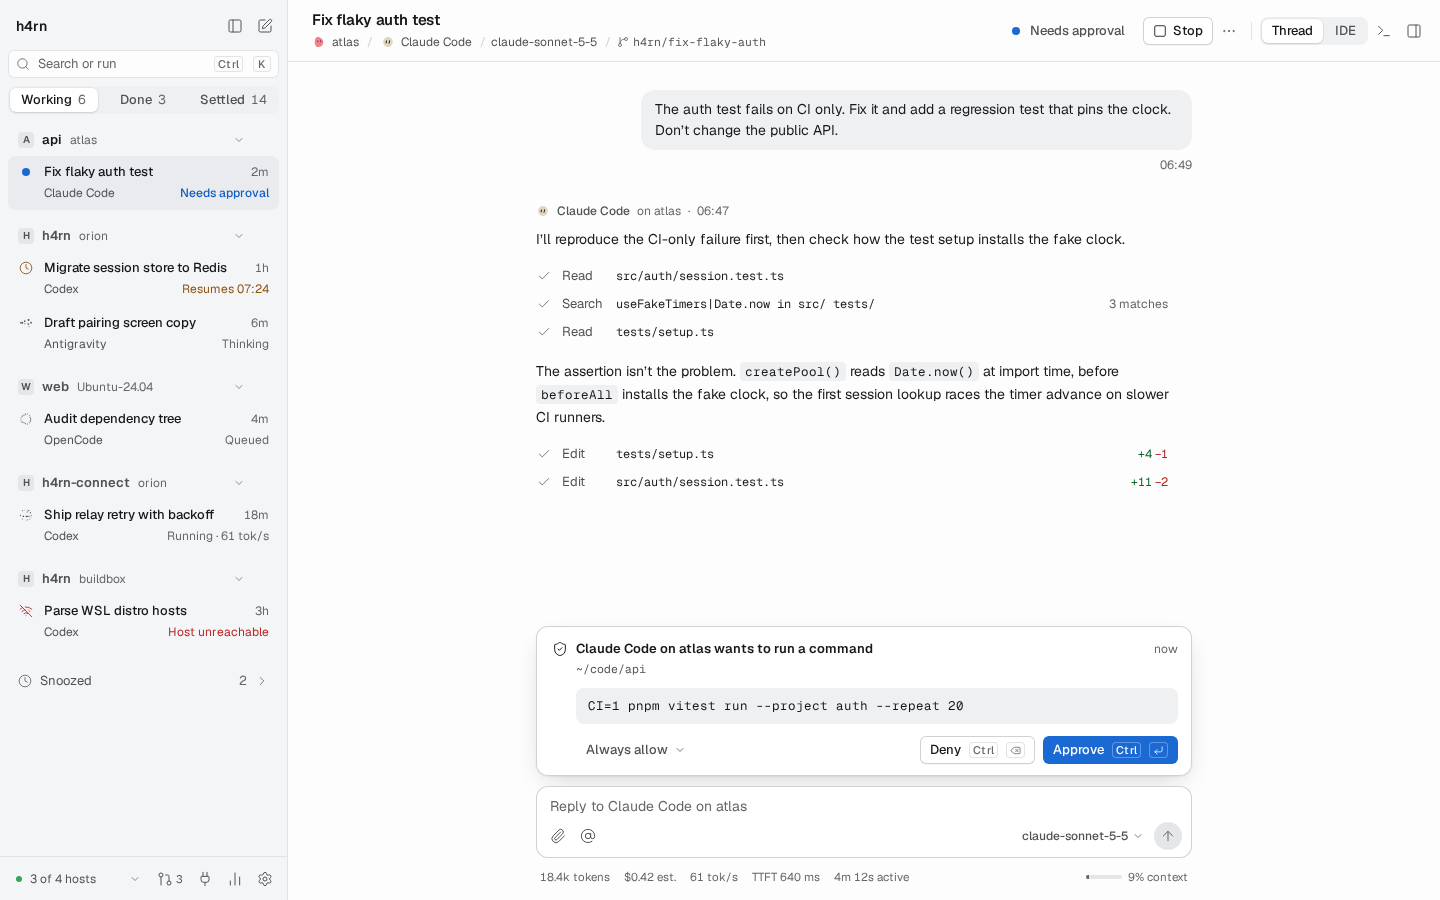 h4rn
Search or run Ctrl K
Working 6 Done 3 Settled 14
A api atlas
Fix flaky auth test 2m
Claude Code Needs approval
H h4rn orion
Migrate session store to Redis 1h
Codex Resumes 07:24
Draft pairing screen copy 6m
Antigravity Thinking
W web Ubuntu-24.04
Audit dependency tree 4m
OpenCode Queued
H h4rn-connect orion
Ship relay retry with backoff 18m
Codex Running · 61 tok/s
H h4rn buildbox
Parse WSL distro hosts 3h
Codex Host unreachable
Snoozed 2
3 of 4 hosts 3
Fix flaky auth test
atlas / Claude Code / claude-sonnet-5-5 / h4rn/fix-flaky-auth
Needs approval Stop Thread IDE
The auth test fails on CI only. Fix it and add a regression test that pins the clock.
Don’t change the public API.
06:49
Claude Code on atlas · 06:47
I’ll reproduce the CI-only failure first, then check how the test setup installs the fake clock.
Read src/auth/session.test.ts
Search useFakeTimers|Date.now in src/ tests/ 3 matches
Read tests/setup.ts
The assertion isn’t the problem. createPool() reads Date.now() at import time, before
beforeAll installs the fake clock, so the first session lookup races the timer advance on slower
CI runners.
Edit tests/setup.ts +4 −1
Edit src/auth/session.test.ts +11 −2
Claude Code on atlas wants to run a command now
~/code/api
CI=1 pnpm vitest run --project auth --repeat 20
Always allow Deny Ctrl Approve Ctrl
Reply to Claude Code on atlas
claude-sonnet-5-5
18.4k tokens $0.42 est. 61 tok/s TTFT 640 ms 4m 12s active 9% context